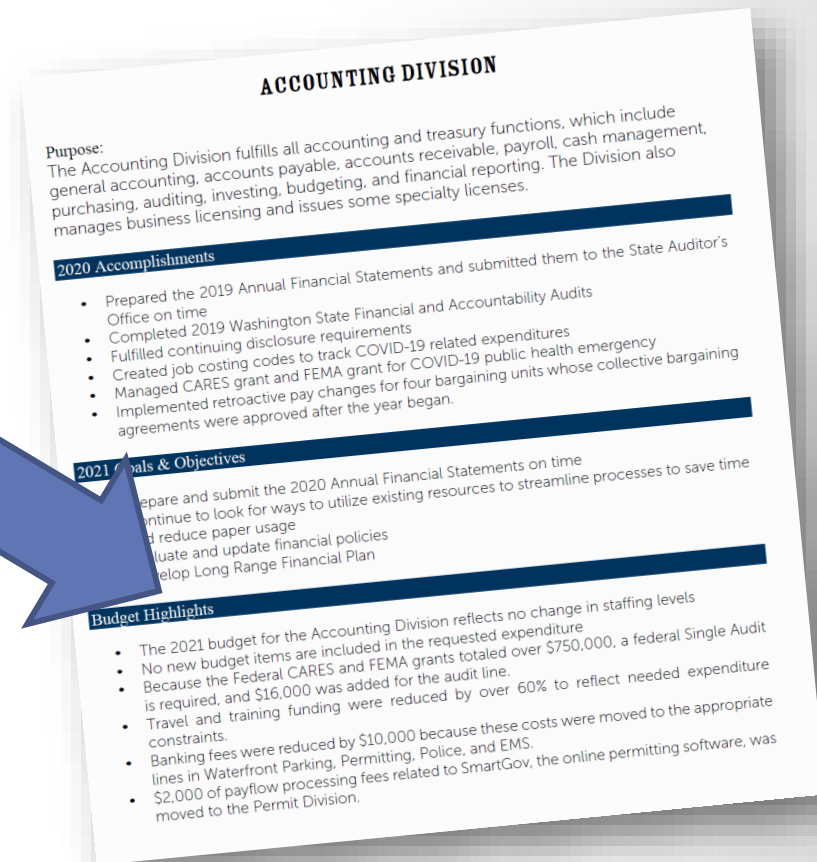 ACCOUNTING DIVISION
Purpose:
The Accounting Division fulfills all accounting and treasury functions, which include
general accounting, accounts payable, accounts receivable, payroll, cash management,
purchasing, auditing, investing, budgeting, and financial reporting. The Division also
manages business licensing and issues some specialty licenses.
2020 Accomplishments
• Prepared the 2019 Annual Financial Statements and submitted them to the State Auditor's
Office on time
• Completed 2019 Washington State Financial and Accountability Audits
• Fulfilled continuing disclosure requirements
• Created job costing codes to track COVID-19 related expenditures
• Managed CARES grant and FEMA grant for COVID-19 public health emergency
• Implemented retroactive pay changes for four bargaining units whose collective bargaining
agreements were approved after the year began.
2021 & Objectives
and submit the 2020 Annual Financial Statements on time
to look for ways to utilize existing resources to streamline processes to save time
reduce paper usage
and update financial policies
Long Range Financial Plan
Budget Highlights
• The 2021 budget for the Accounting Division reflects no change in staffing levels
• No new budget items are included in the requested expenditure
• Because the Federal CARES and FEMA grants totaled over $750,000, a federal Single Audit
is required, and $16,000 was added for the audit line.
• Travel and training funding were reduced by over 60% to reflect needed expenditure
constraints.
• Banking fees were reduced by $10,000 because these costs were moved to the appropriate
lines in Waterfront Parking, Permitting, Police, and EMS.
• $2,000 of payflow processing fees related to SmartGov, the online permitting software, was
moved to the Permit Division.